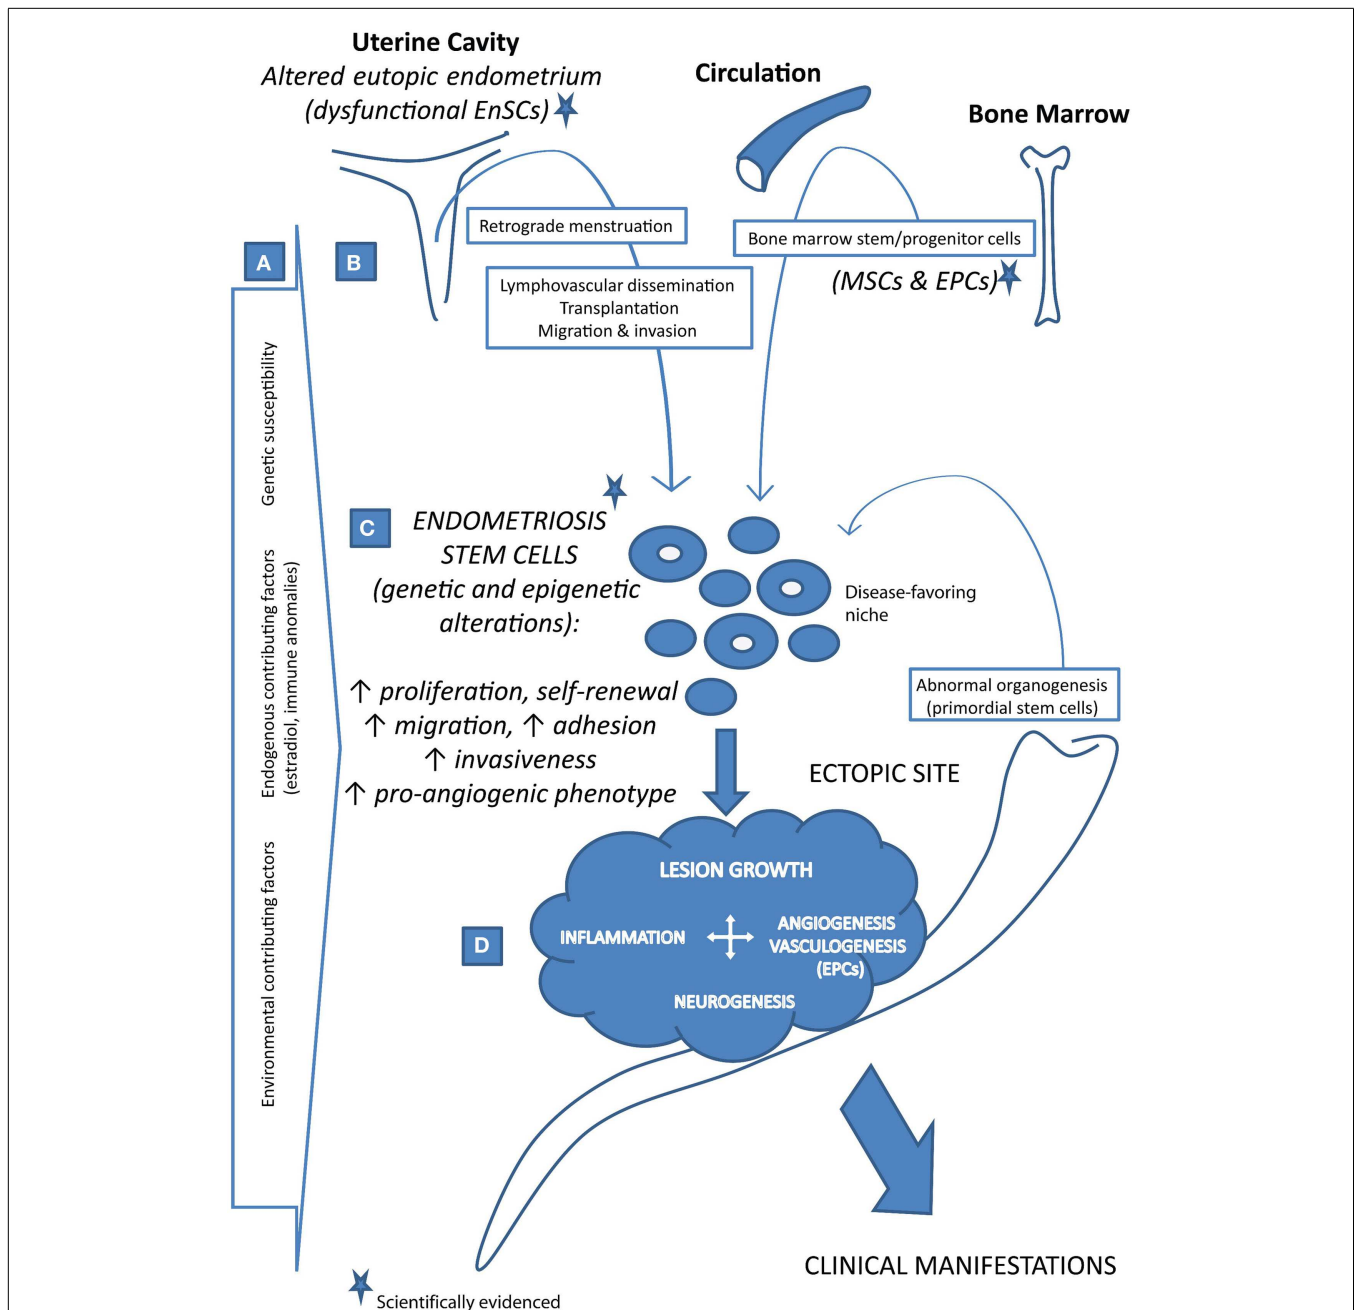 Uterine Cavity
Altered eutopic endometrium
(dysfunctional EnSCs)
Circulation
Bone Marrow
Retrograde menstruation
Lymphovascular dissemination
Transplantation
Migration & invasion
Bone marrow stem/progenitor cells
(MSCs & EPCs)
A
B
Genetic susceptibility
Endogenous contributing factors
(estradiol, immune anomalies)
Environmental contributing factors
C
ENDOMETRIOSIS
STEM CELLS
(genetic and epigenetic
alterations):
↑ proliferation, self-renewal
↑ migration, ↑ adhesion
↑ invasiveness
↑ pro-angiogenic phenotype
Disease-favoring
niche
Abnormal organogenesis
(primordial stem cells)
ECTOPIC SITE
D
LESION GROWTH
INFLAMMATION
ANGIOGENESIS
VASCULOGENESIS
(EPCs)
NEUROGENESIS
CLINICAL MANIFESTATIONS
Scientifically evidenced